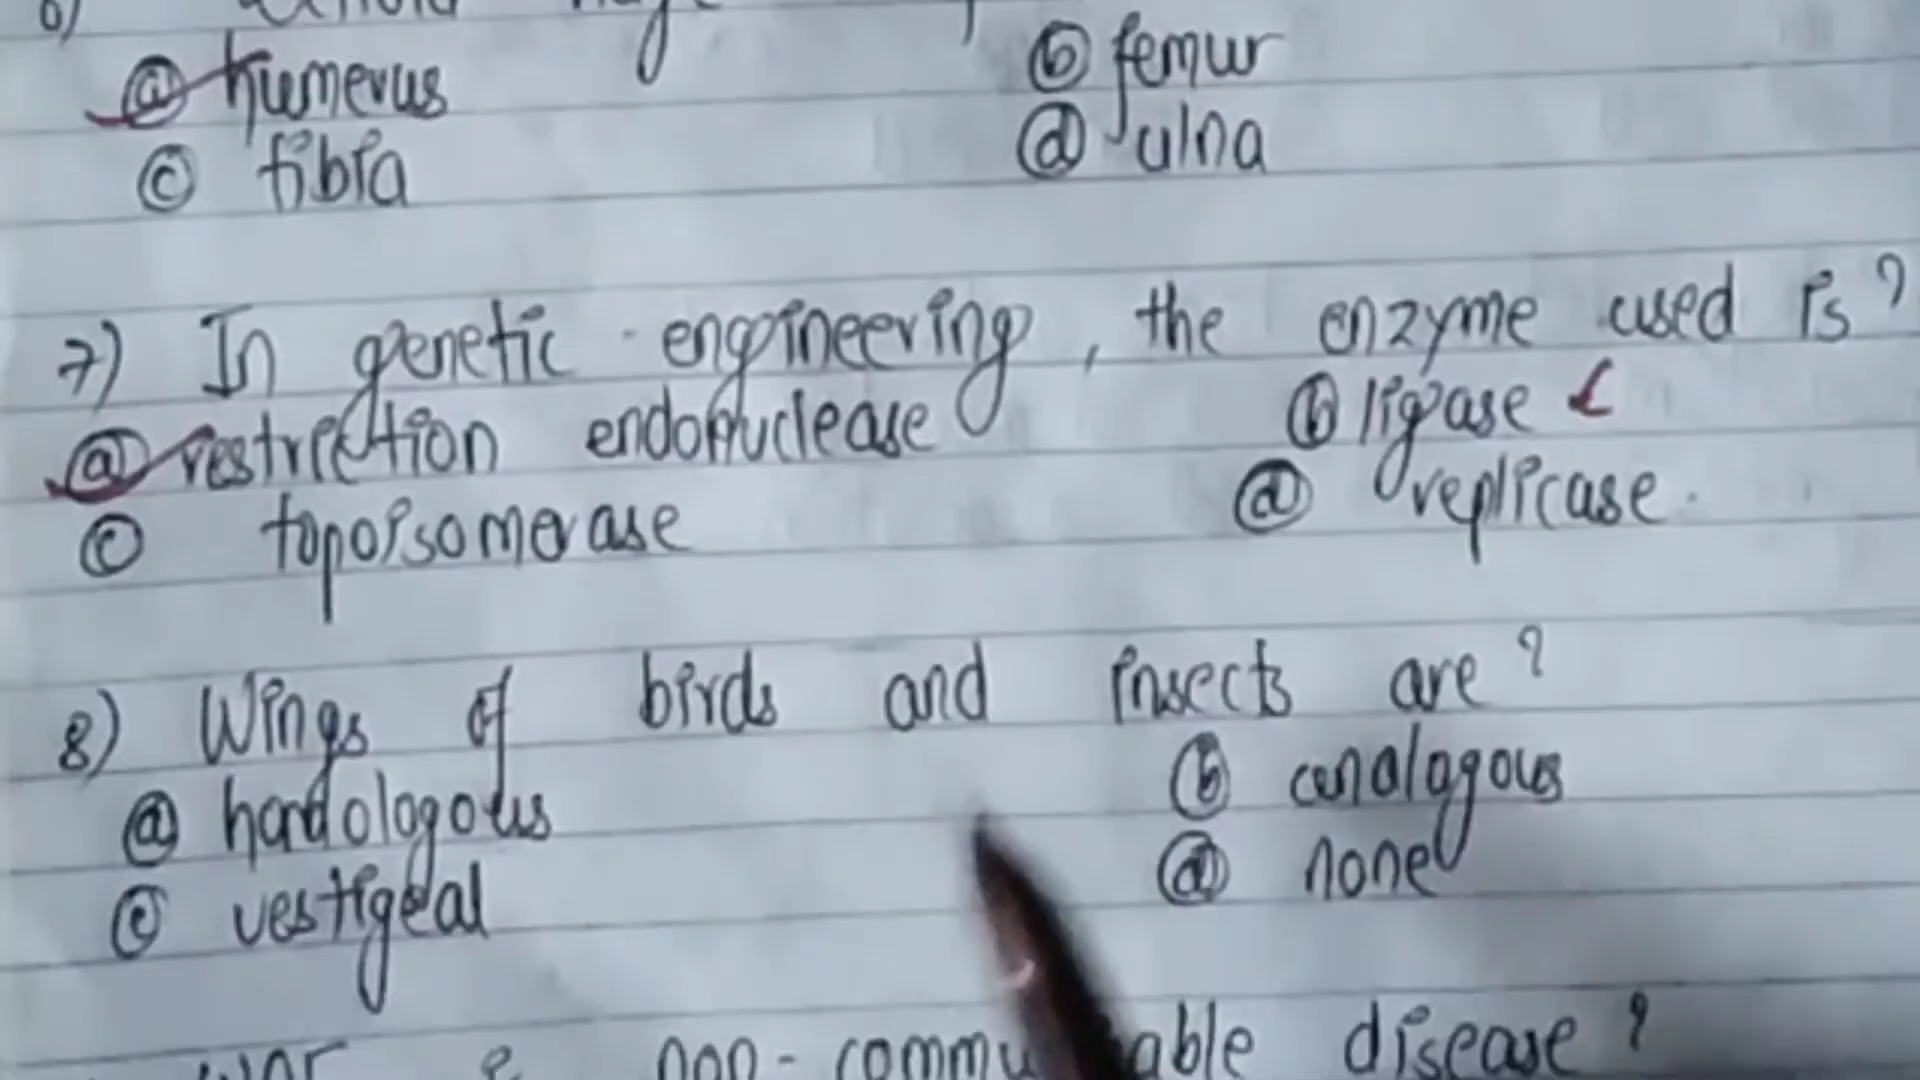 6)
ⓐ humerus ⓑ femur
ⓒ fibia ⓓ ulna
7) In genetic engineering, the enzyme used is?
ⓐ restriction endonuclease ⓑ ligase
ⓒ topoisomerase ⓓ replicase.
8) Wings of birds and insects are?
ⓐ homologous ⓑ analogous
ⓒ vestigeal ⓓ none
disease?